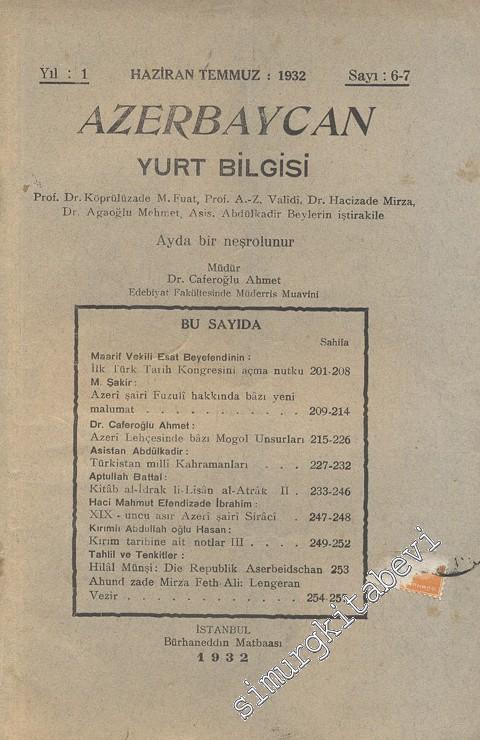 Yıl : 1 HAZİRAN TEMMUZ : 1932 Sayı : 6-7
AZERBAYCAN
YURT BİLGİSİ
Prof. Dr. Köprülüzade M. Fuat, Prof. A.-Z. Validî, Dr. Hacizade Mirza,
Dr. Agaoğlu Mehmet, Asis. Abdülkadir Beylerin iştirakile
Ayda bir neşrolunur
Müdür
Dr. Caferoğlu Ahmet
Edebiyat Fakültesinde Müderris Muavini
BU SAYIDA
Sahifa
Maarif Vekili Esat Beyefendinin :
İlk Türk Tarih Kongresini açma nutku 201-208
M. Şakir :
Azerî şairi Fuzulî hakkında bâzı yeni
malumat . . . . . . . . . . . 209-214
Dr. Caferoğlu Ahmet :
Azerî Lehçesinde bâzı Mogol Unsurları 215-226
Asistan Abdülkadir :
Türkistan millî Kahramanları . . . 227-232
Aptullah Battal :
Kitâb al-İdrak li-Lisân al-Atrâk II . 233-246
Haci Mahmut Efendizade İbrahim :
XIX - uncu asır Azerî şairi Sirâcî . 247-248
Kırımlı Abdullah oğlu Hasan :
Kırım tarihine ait notlar III . . . . 249-252
Tahlil ve Tenkitler :
Hilâl Münşi: Die Republik Aserbeidschan 253
Ahund zade Mirza Feth Ali: Lengeran
Vezir . . . . . . . . . . . . 254-255
İSTANBUL
Bürhaneddin Matbaası
1932
simurgkitabevi